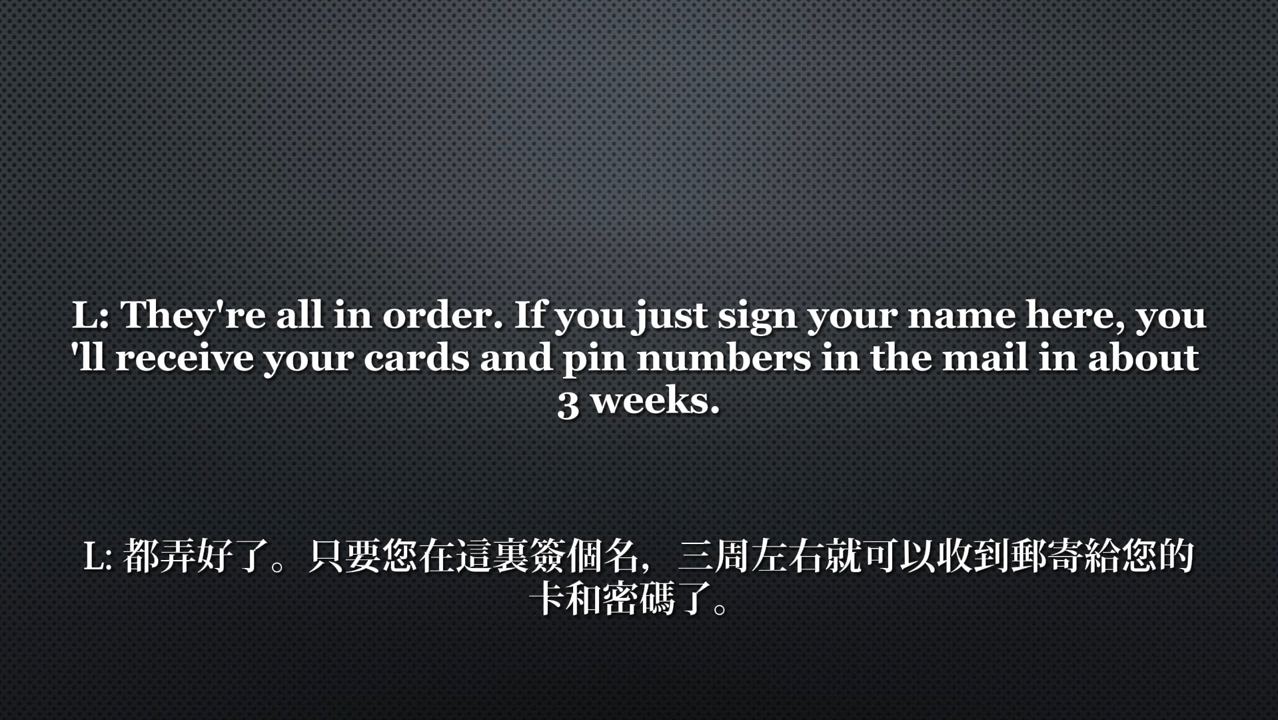 L: They're all in order. If you just sign your name here, you
'll receive your cards and pin numbers in the mail in about
3 weeks.
L: 都弄好了。只要您在這裏簽個名，三周左右就可以收到郵寄給您的
卡和密碼了。